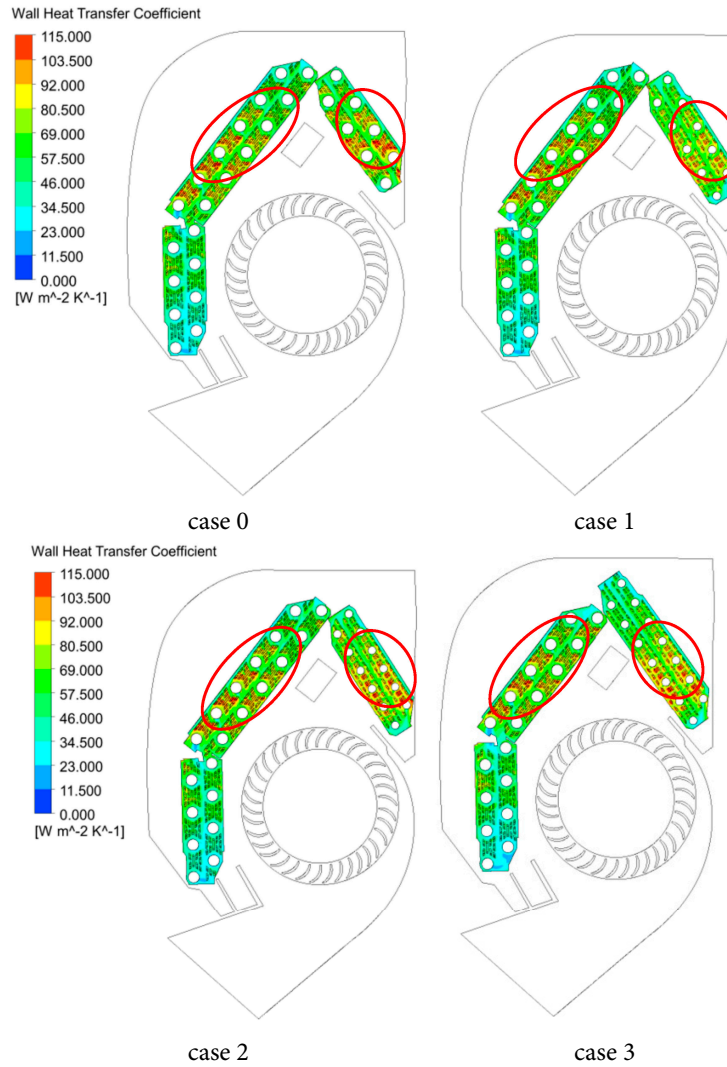 Wall Heat Transfer Coefficient
115.000
103.500
92.000
80.500
69.000
57.500
46.000
34.500
23.000
11.500
0.000
[W m^-2 K^-1]
case 0
case 1
Wall Heat Transfer Coefficient
115.000
103.500
92.000
80.500
69.000
57.500
46.000
34.500
23.000
11.500
0.000
[W m^-2 K^-1]
case 2
case 3